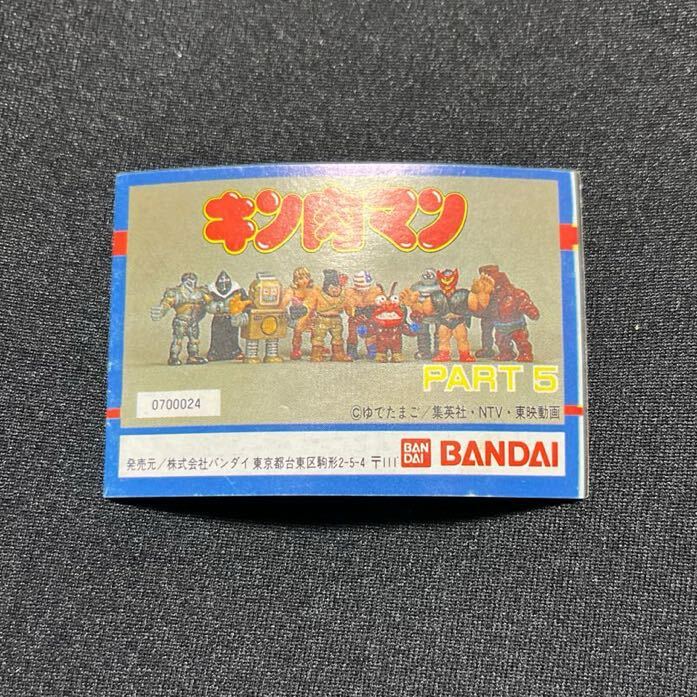 キン肉マン
PART 5
0700024
©ゆでたまご／集英社・NTV・東映動画
発売元／株式会社バンダイ 東京都台東区駒形2-5-4 〒111
BAN
DAI
BANDAI